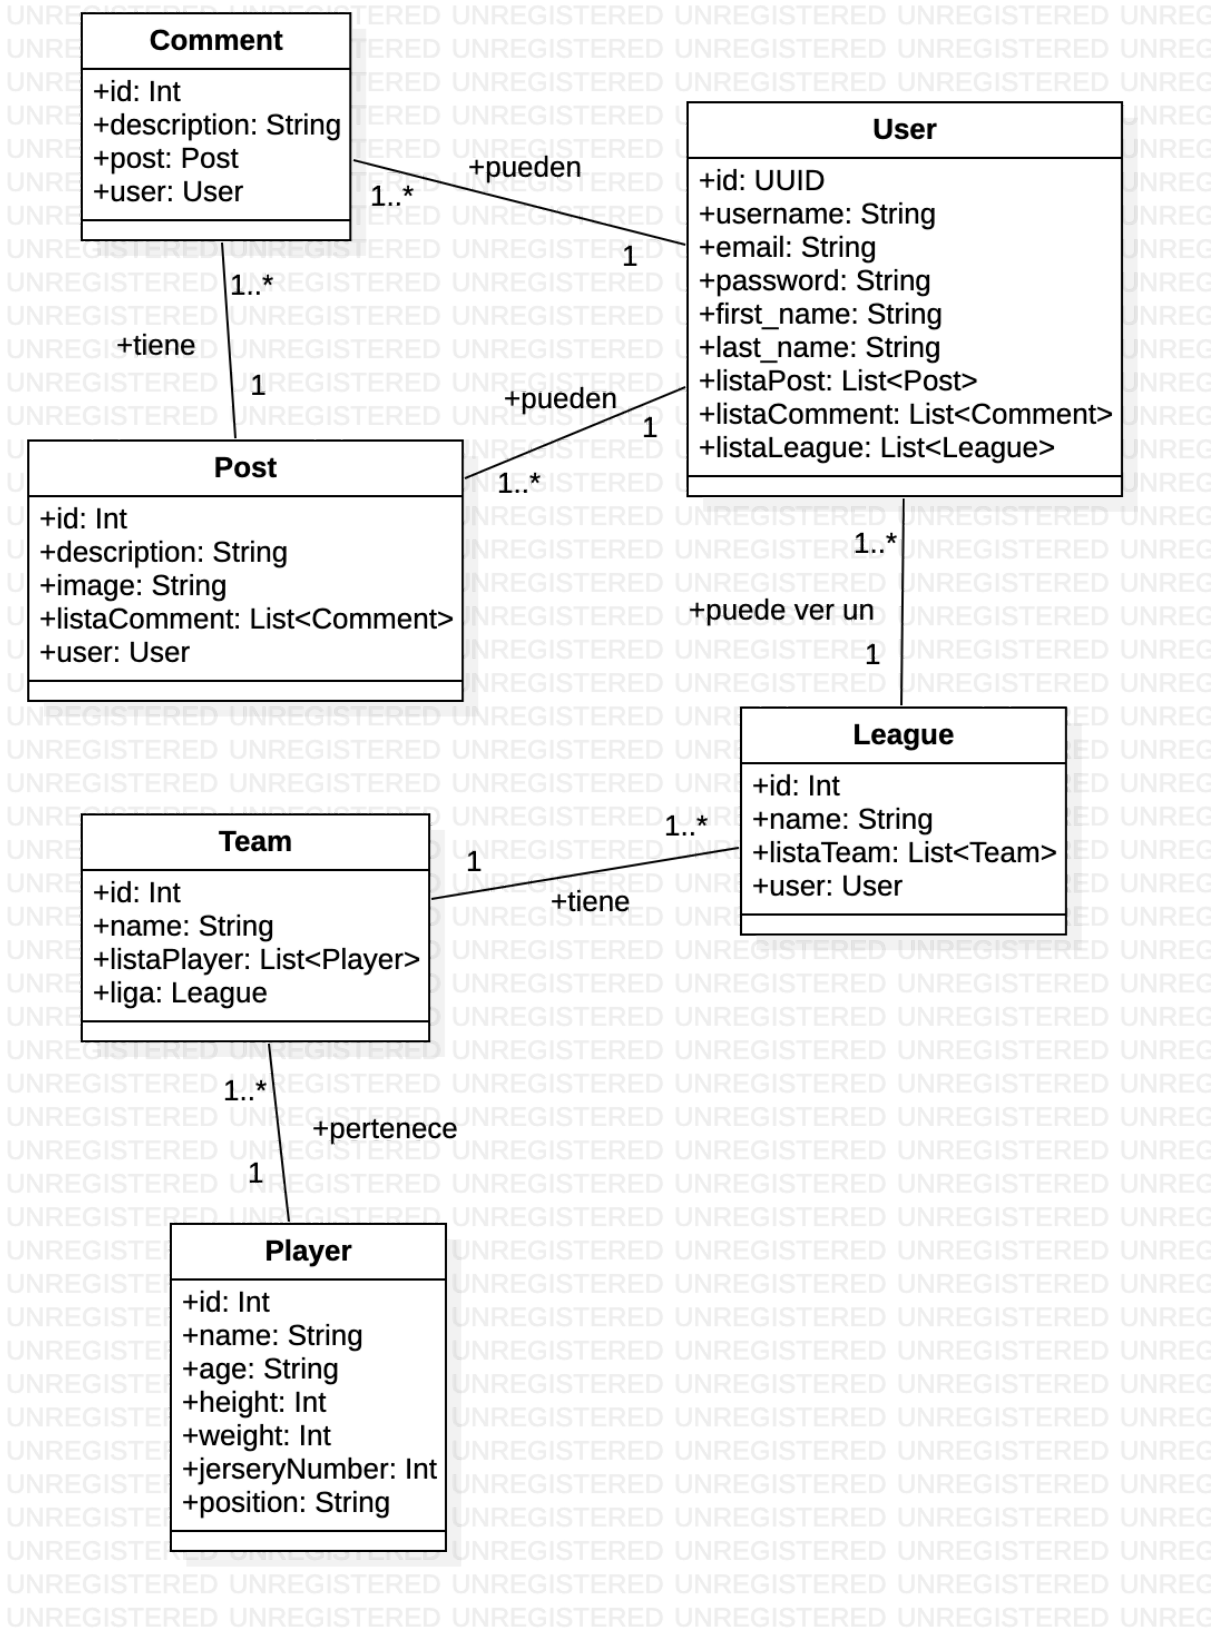 Comment
+id: Int
+description: String
+post: Post
+user: User
+pueden
1..*
1
User
+id: UUID
+username: String
+email: String
+password: String
+first_name: String
+last_name: String
+listaPost: List<Post>
+listaComment: List<Comment>
+listaLeague: List<League>
1..*
+tiene
1
+pueden
1
1..*
Post
+id: Int
+description: String
+image: String
+listaComment: List<Comment>
+user: User
1..*
+puede ver un
1
League
+id: Int
+name: String
+listaTeam: List<Team>
+user: User
1..*
1
+tiene
Team
+id: Int
+name: String
+listaPlayer: List<Player>
+liga: League
1..*
+pertenece
1
Player
+id: Int
+name: String
+age: String
+height: Int
+weight: Int
+jerseryNumber: Int
+position: String
UNREGISTERED